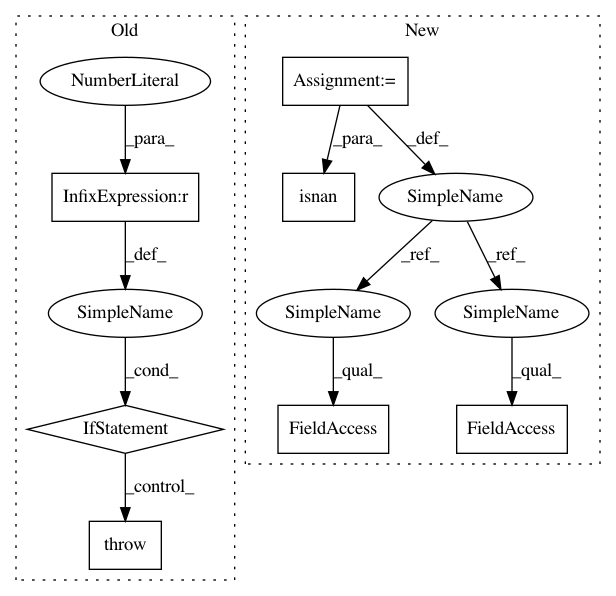 Old
NumberLiteral
_para_
InfixExpression:r
_def_
SimpleName
_cond_
IfStatement
_control_
throw
New
Assignment:=
_para_
_def_
isnan
SimpleName
_ref_
_ref_
SimpleName
SimpleName
_qual_
_qual_
FieldAccess
FieldAccess